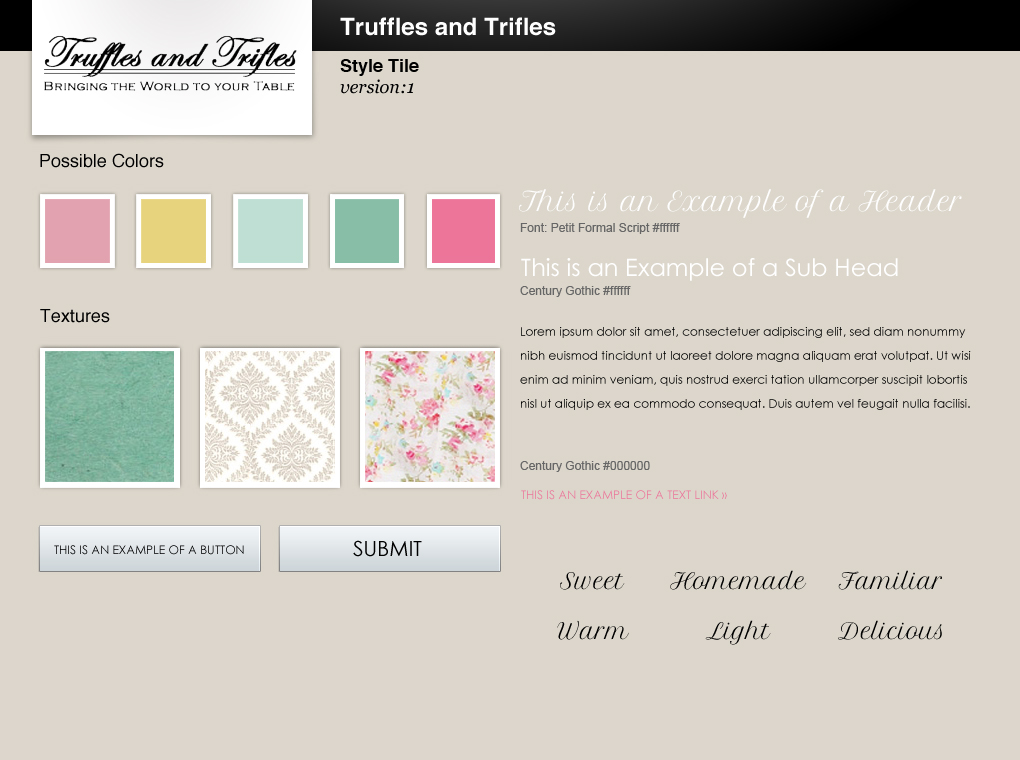 Truffles and Trifles
Bringing the World to your Table
Truffles and Trifles
Style Tile
version:1
Possible Colors
Textures
THIS IS AN EXAMPLE OF A BUTTON
SUBMIT
This is an Example of a Header
Font: Petit Formal Script #ffffff
This is an Example of a Sub Head
Century Gothic #ffffff
Lorem ipsum dolor sit amet, consectetuer adipiscing elit, sed diam nonummy
nibh euismod tincidunt ut laoreet dolore magna aliquam erat volutpat. Ut wisi
enim ad minim veniam, quis nostrud exerci tation ullamcorper suscipit lobortis
nisl ut aliquip ex ea commodo consequat. Duis autem vel feugait nulla facilisi.
Century Gothic #000000
THIS IS AN EXAMPLE OF A TEXT LINK »
Sweet Homemade Familiar
Warm Light Delicious